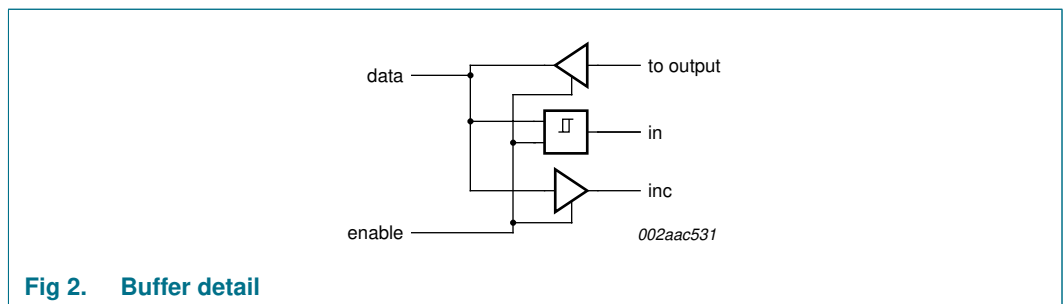 to output
data
in
inc
enable
002aac531
Fig 2. Buffer detail